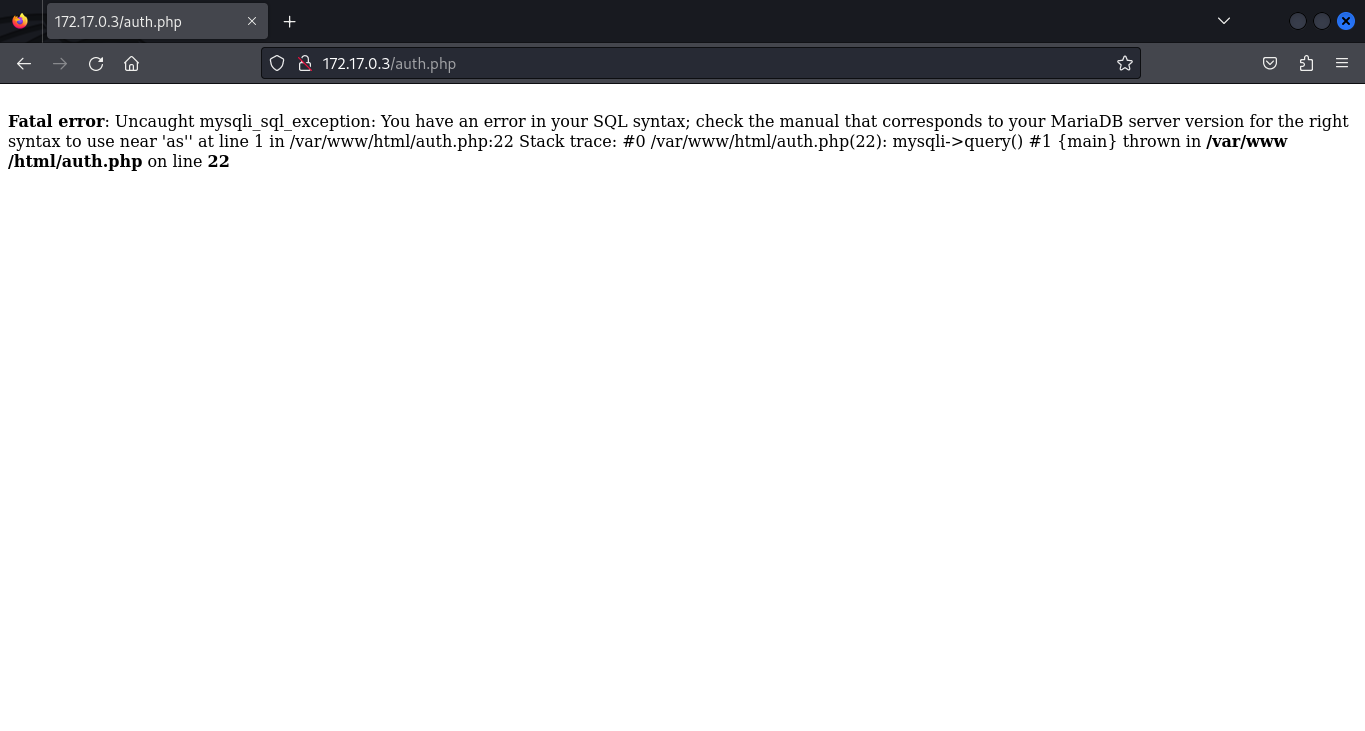 172.17.0.3/auth.php
172.17.0.3/auth.php
Fatal error: Uncaught mysqli_sql_exception: You have an error in your SQL syntax; check the manual that corresponds to your MariaDB server version for the right
syntax to use near 'as'' at line 1 in /var/www/html/auth.php:22 Stack trace: #0 /var/www/html/auth.php(22): mysqli->query() #1 {main} thrown in /var/www
/html/auth.php on line 22